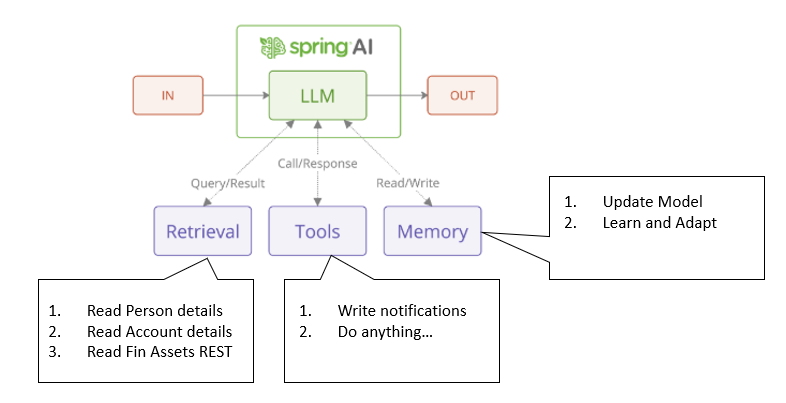 spring AI
IN
LLM
OUT
Call/Response
Query/Result
Read/Write
Retrieval
Tools
Memory
1. Update Model
2. Learn and Adapt
1. Read Person details
2. Read Account details
3. Read Fin Assets REST
1. Write notifications
2. Do anything…